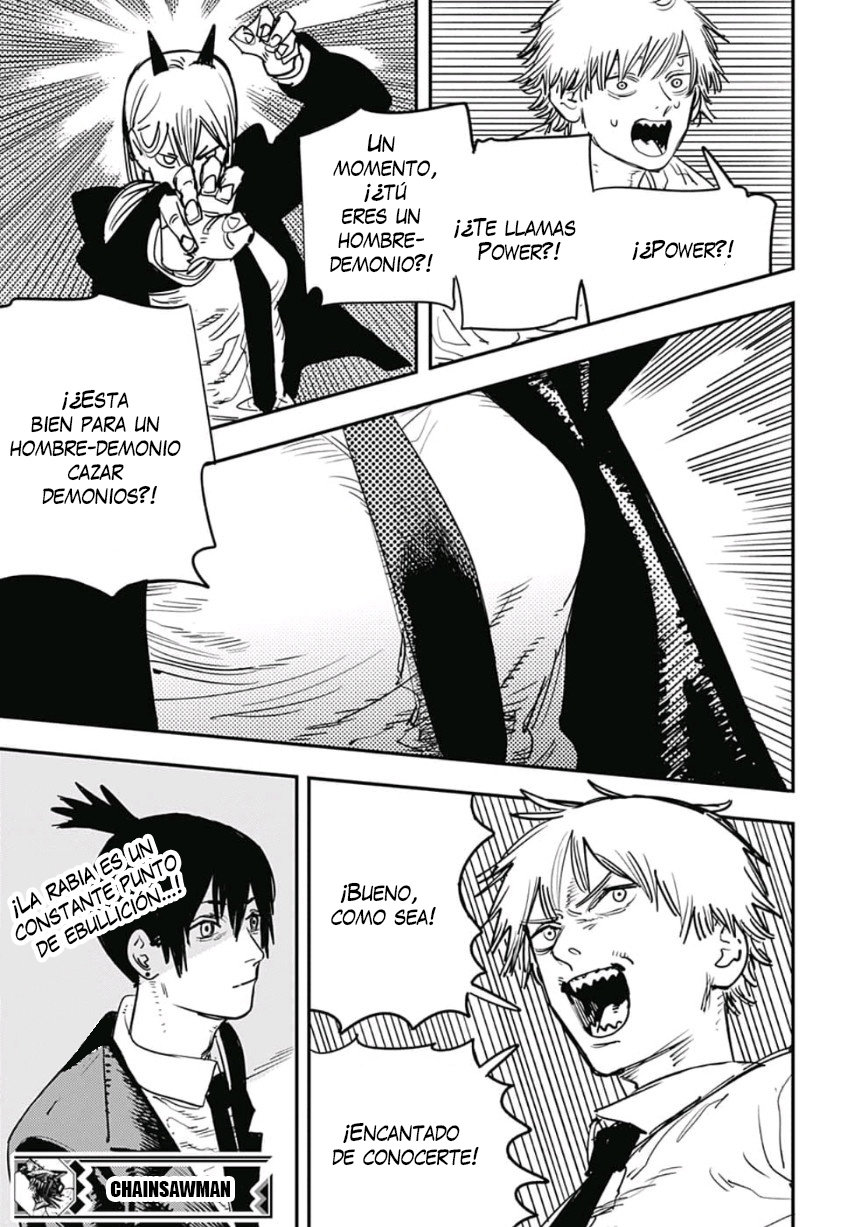 ¡¿Power?!
¡¿Te llamas
Power?!
Un
momento,
¡¿tú
eres un
hombre-
demonio?!
¡¿Esta
bien para un
hombre-demonio
cazar
demonios?!
¡Bueno,
como sea!
¡Encantado
de conocerte!
¡La rabia es un
constante punto
de ebullición...!
CHAINSAWMAN